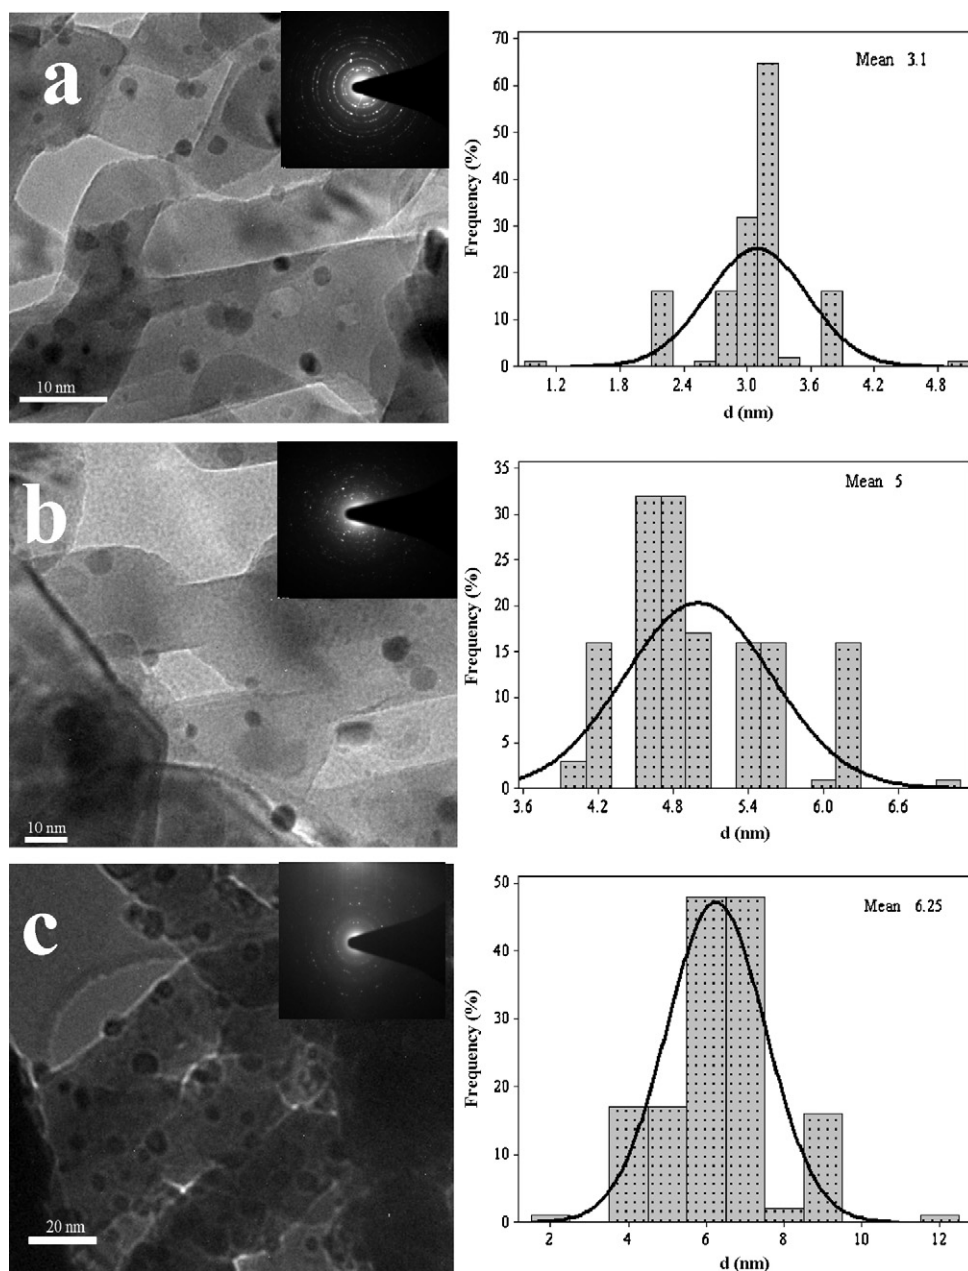 a
10 nm
Mean 3.1
Frequency (%)
70
60
50
40
30
20
10
0
1.2 1.8 2.4 3.0 3.6 4.2 4.8
d (nm)
b
10 nm
Mean 5
Frequency (%)
35
30
25
20
15
10
5
0
3.6 4.2 4.8 5.4 6.0 6.6
d (nm)
c
20 nm
Mean 6.25
Frequency (%)
50
40
30
20
10
0
2 4 6 8 10 12
d (nm)